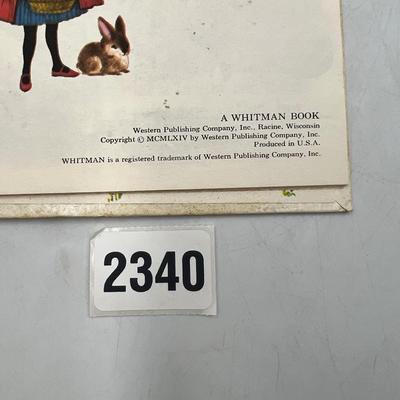 A WHITMAN BOOK
Western Publishing Company, Inc., Racine, Wisconsin
Copyright © MCMLXIV by Western Publishing Company, Inc.
Produced in U.S.A.
WHITMAN is a registered trademark of Western Publishing Company, Inc.
2340